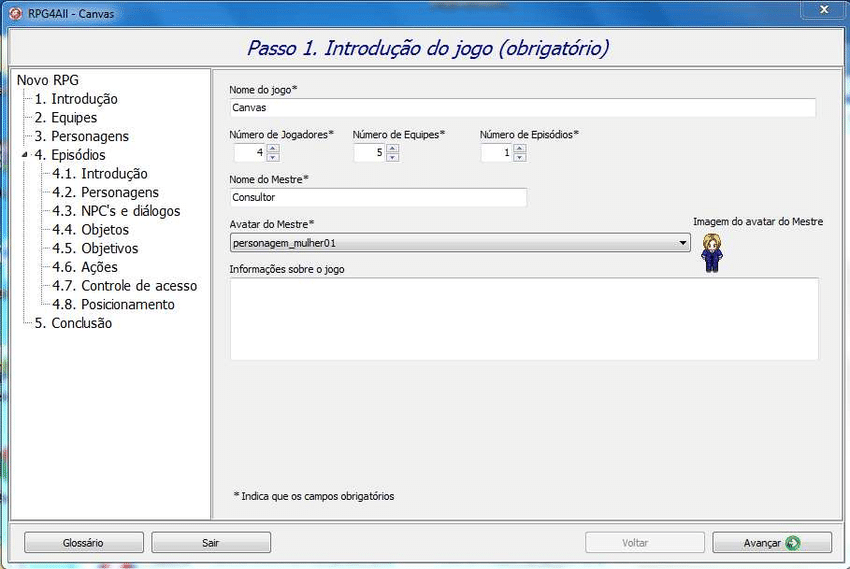 RPG4All - Canvas
Passo 1. Introdução do jogo (obrigatório)
Novo RPG
1. Introdução
2. Equipes
3. Personagens
4. Episódios
4.1. Introdução
4.2. Personagens
4.3. NPC's e diálogos
4.4. Objetos
4.5. Objetivos
4.6. Ações
4.7. Controle de acesso
4.8. Posicionamento
5. Conclusão
Nome do jogo*
Canvas
Número de Jogadores* Número de Equipes* Número de Episódios*
4 5 1
Nome do Mestre*
Consultor
Avatar do Mestre* Imagem do avatar do Mestre
personagem_mulher01
Informações sobre o jogo
* Indica que os campos obrigatórios
Glossário Sair Voltar Avançar